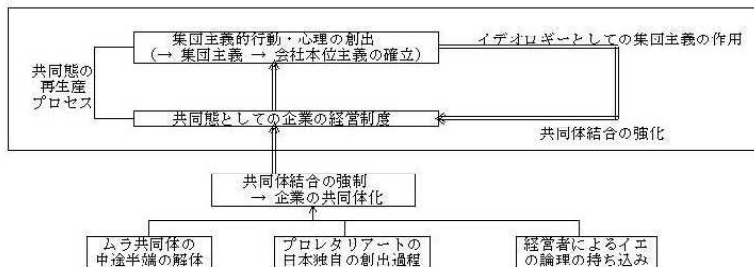 集団主義的行動・心理の創出
(→ 集団主義 → 会社本位主義の確立)
イデオロギーとしての集団主義の作用
共同態の
再生産
プロセス
共同態としての企業の経営制度
共同体結合の強化
共同体結合の強制
→ 企業の共同体化
ムラ共同体の
中途半端の解体
プロレタリアートの
日本独自の創出過程
経営者によるイエ
の論理の持ち込み